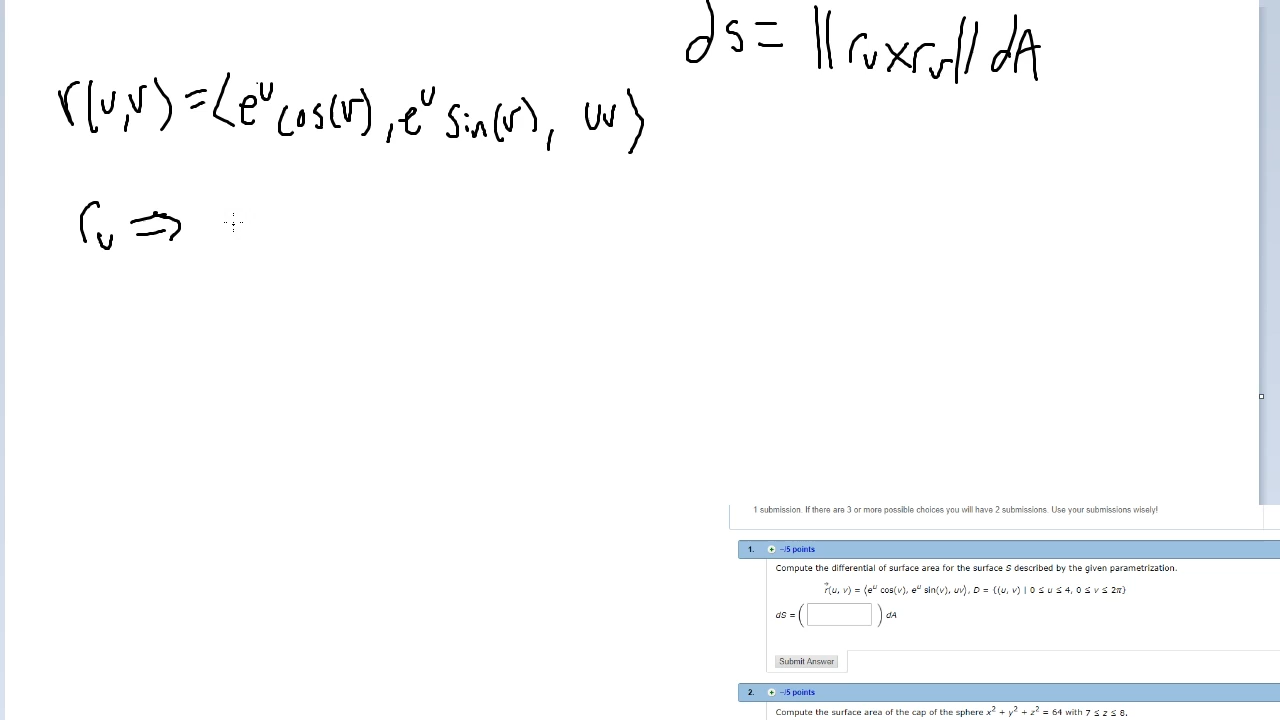 ds = ||r_u × r_v|| dA
r(u,v) = ⟨e^u cos(v), e^u sin(v), uv⟩
r_u ⇒
1 submission. If there are 3 or more possible choices you will have 2 submissions. Use your submissions wisely!
1. + –/5 points
Compute the differential of surface area for the surface S described by the given parametrization.
r⃗(u, v) = ⟨e^u cos(v), e^u sin(v), uv⟩, D = {(u, v) | 0 ≤ u ≤ 4, 0 ≤ v ≤ 2π}
dS = ( ) dA
Submit Answer
2. + –/5 points
Compute the surface area of the cap of the sphere x² + y² + z² = 64 with 7 ≤ z ≤ 8.